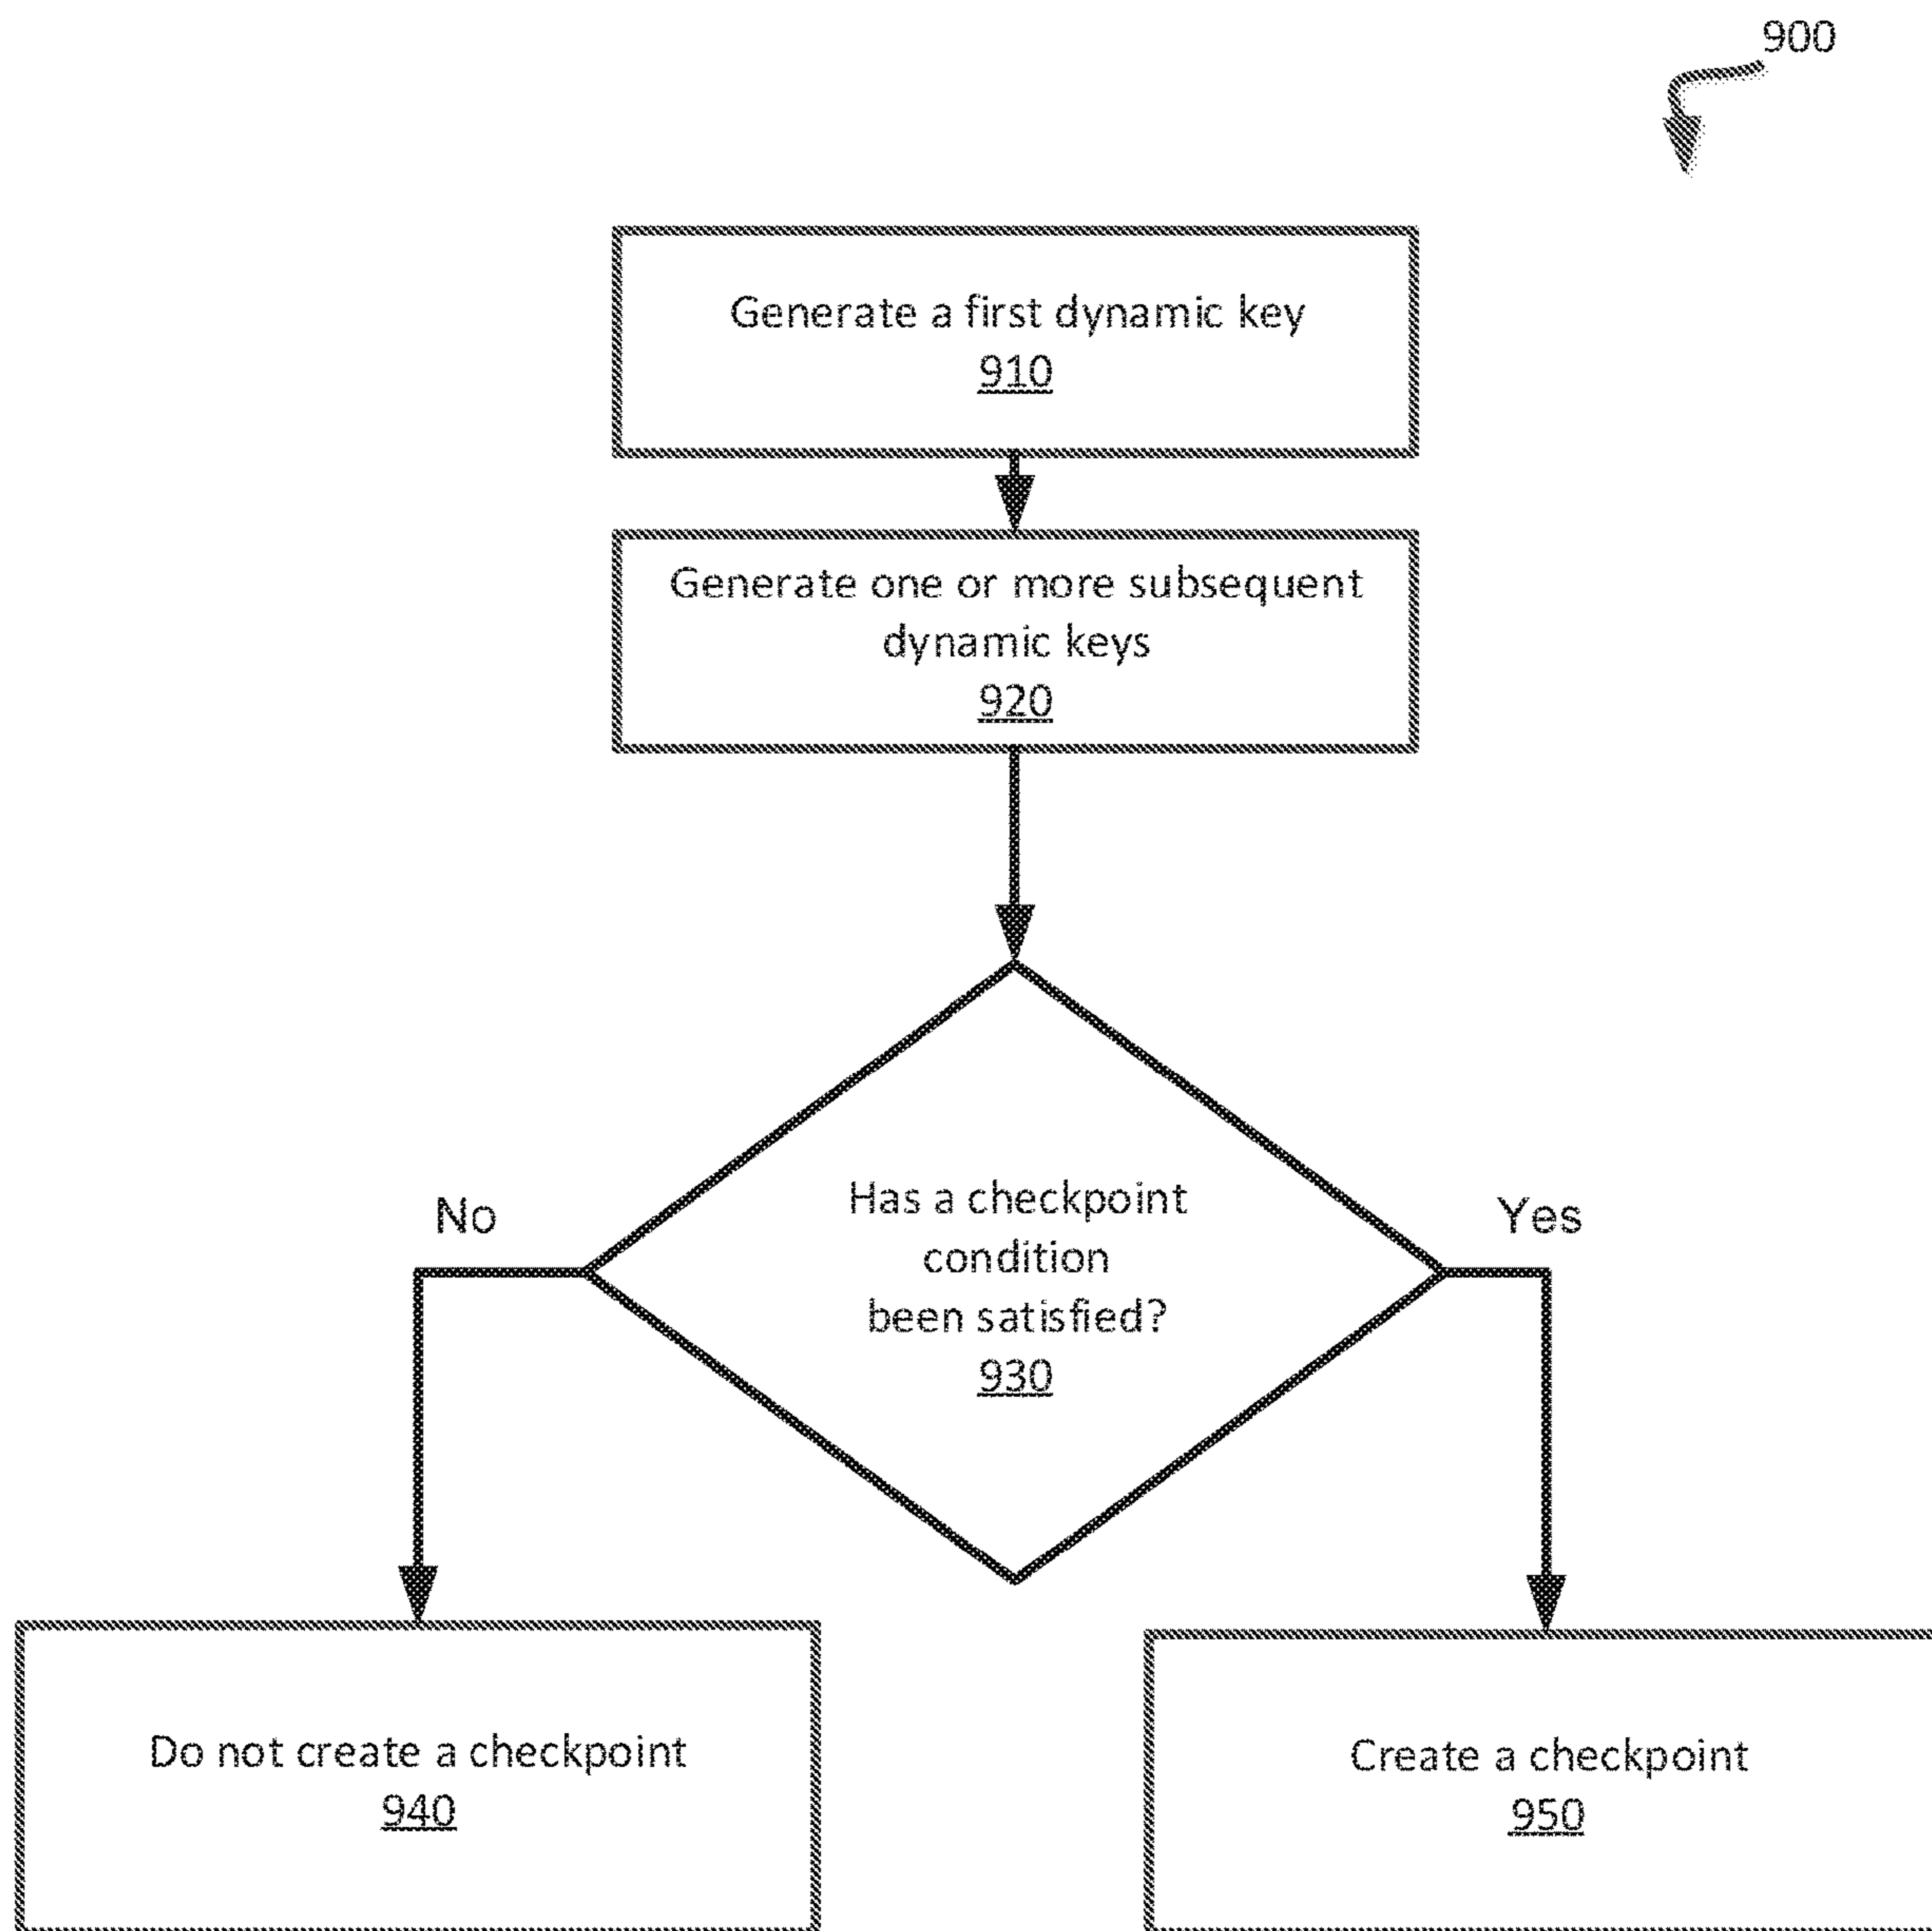 900
Generate a first dynamic key
910
Generate one or more subsequent
dynamic keys
920
No
Yes
Has a checkpoint
condition
been satisfied?
930
Do not create a checkpoint
940
Create a checkpoint
950